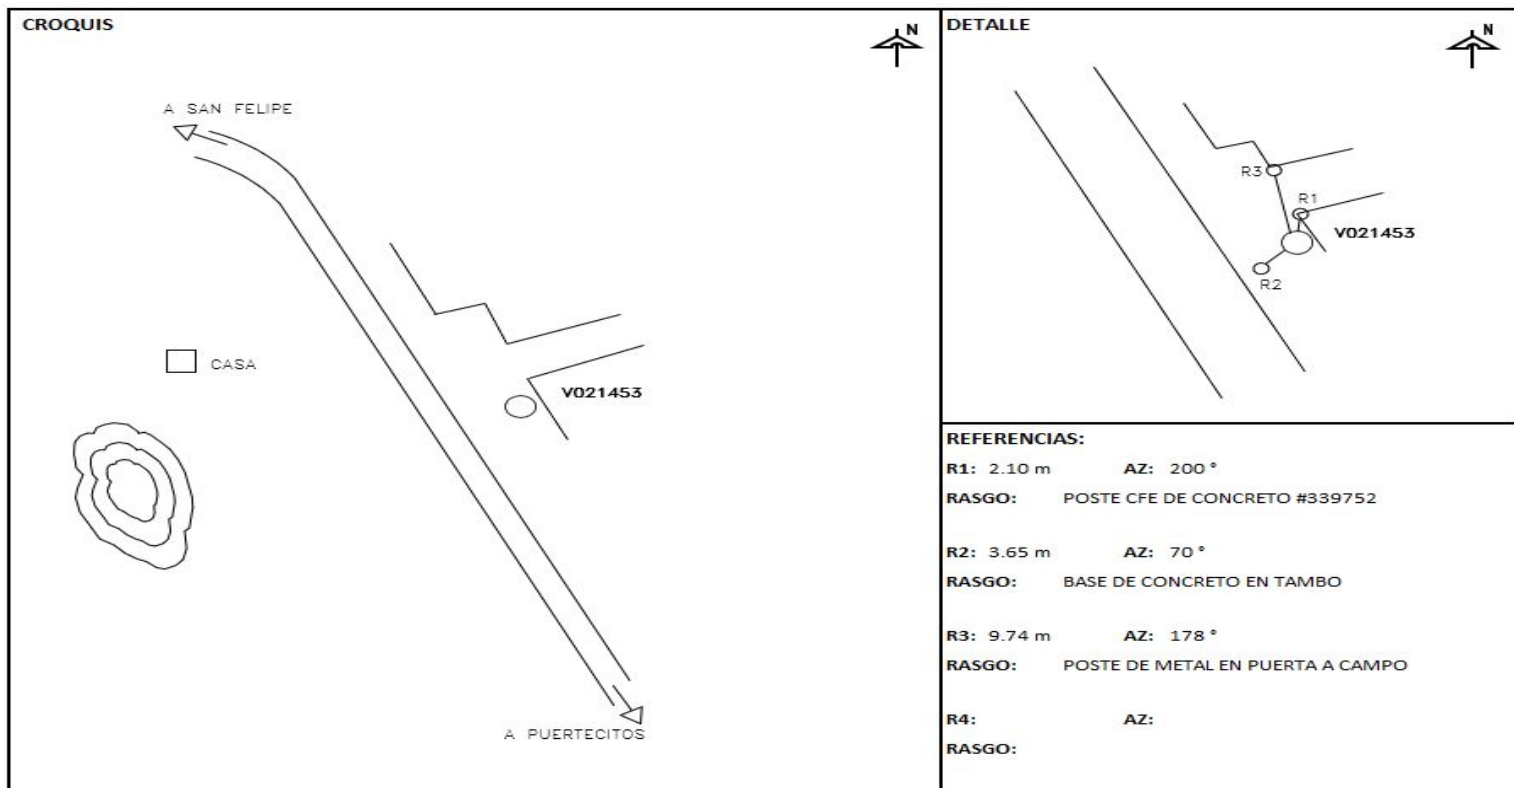 CROQUIS
N
A SAN FELIPE
CASA
V021453
A PUERTECITOS
DETALLE
N
R3
R1
V021453
R2
REFERENCIAS:
R1: 2.10 m AZ: 200 °
RASGO: POSTE CFE DE CONCRETO #339752
R2: 3.65 m AZ: 70 °
RASGO: BASE DE CONCRETO EN TAMBO
R3: 9.74 m AZ: 178 °
RASGO: POSTE DE METAL EN PUERTA A CAMPO
R4: AZ:
RASGO: